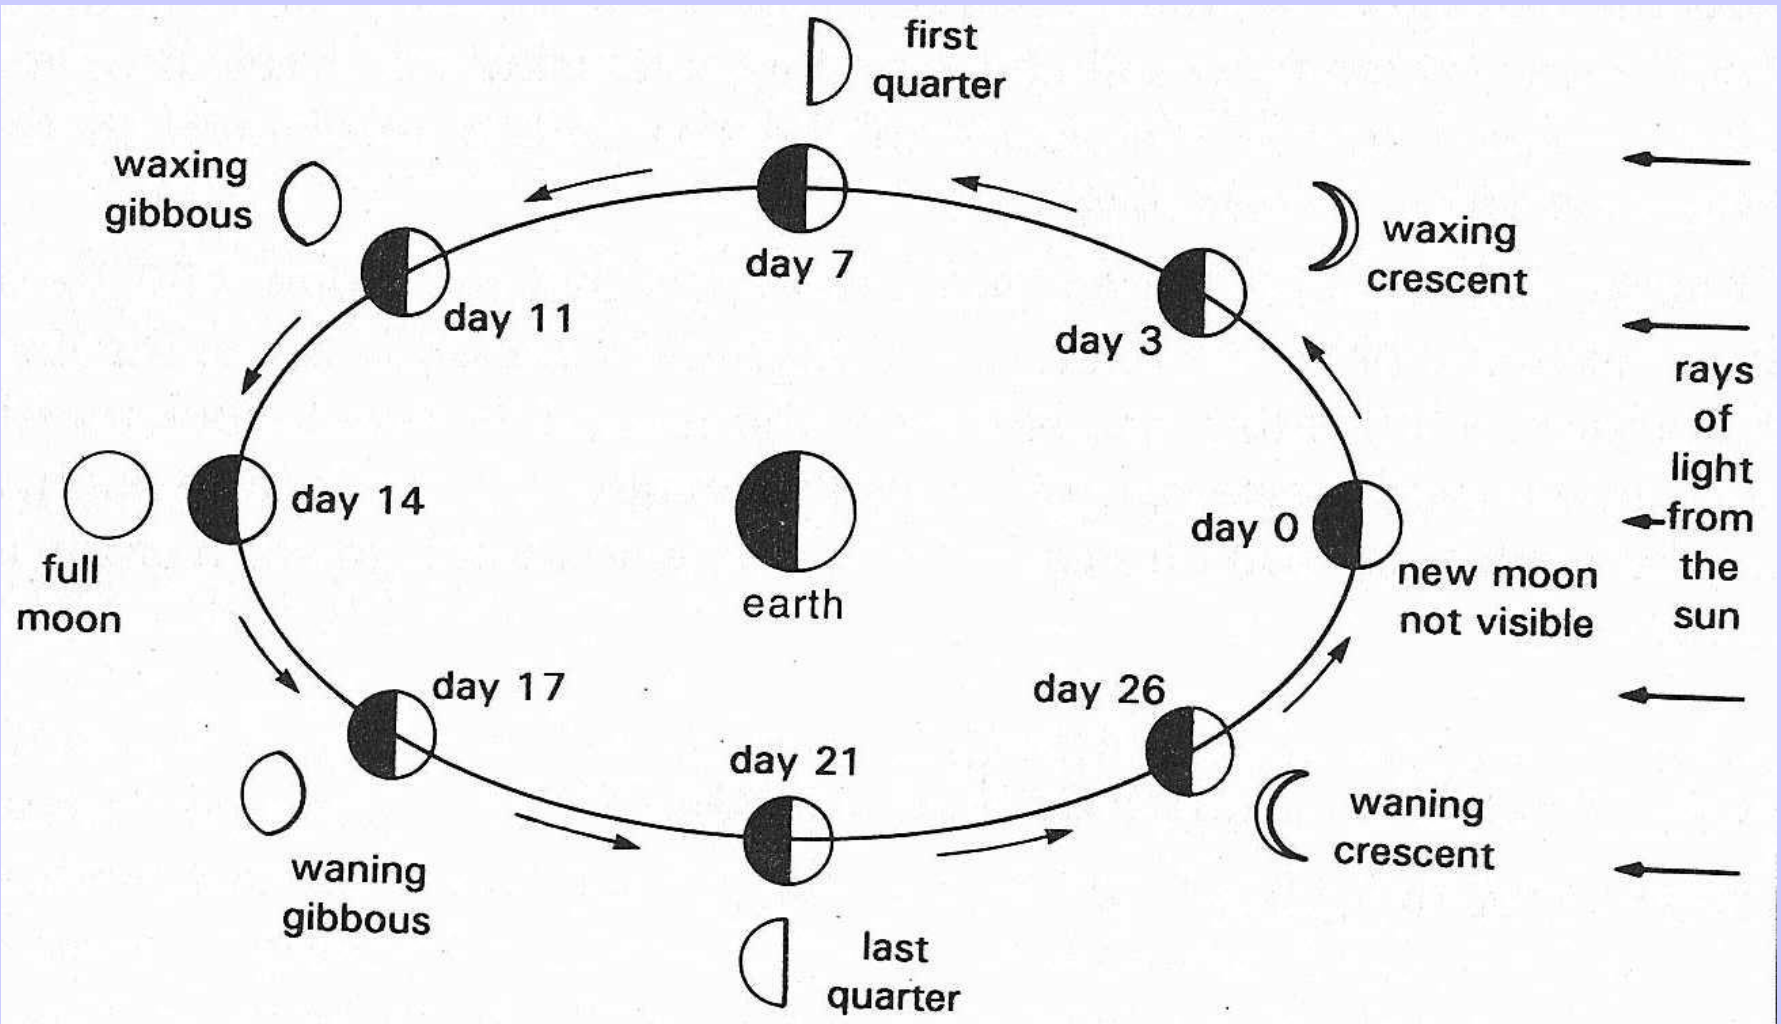 first
quarter
waxing
gibbous
waxing
crescent
day 7
day 11
day 3
rays
of
light
from
the
sun
day 14
day 0
full
moon
earth
new moon
not visible
day 17
day 26
day 21
waning
gibbous
waning
crescent
last
quarter